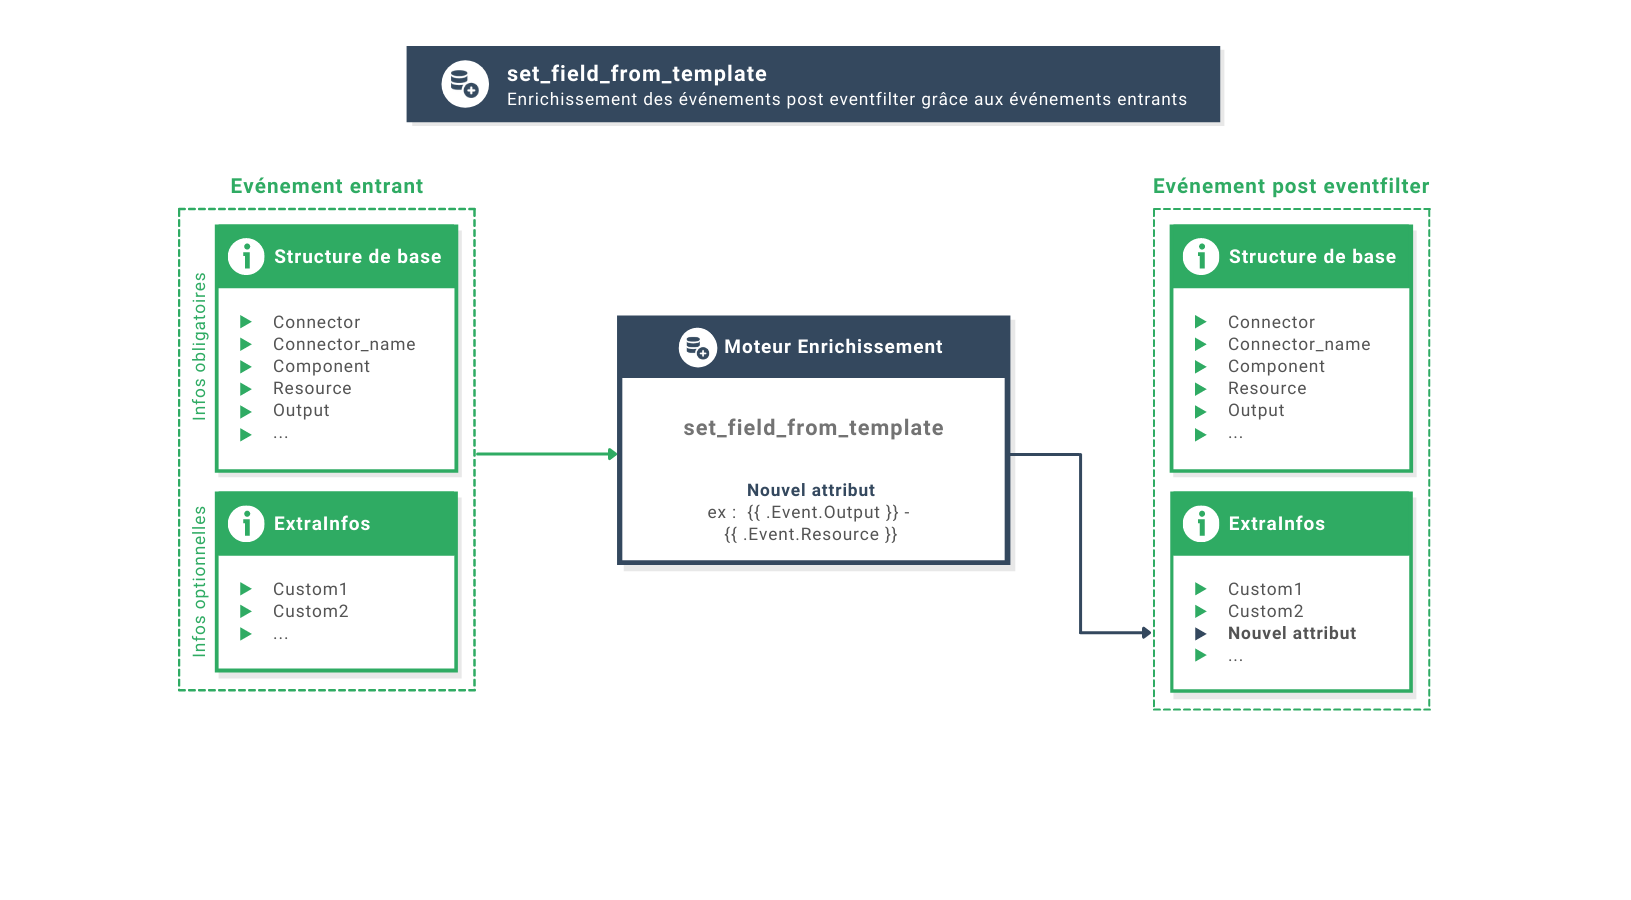 set_field_from_template
Enrichissement des événements post eventfilter grâce aux événements entrants
Evénement entrant
Infos obligatoires
Structure de base
Connector
Connector_name
Component
Resource
Output
...
Infos optionnelles
ExtraInfos
Custom1
Custom2
...
Moteur Enrichissement
set_field_from_template
Nouvel attribut
ex : {{ .Event.Output }} -
{{ .Event.Resource }}
Evénement post eventfilter
Structure de base
Connector
Connector_name
Component
Resource
Output
...
ExtraInfos
Custom1
Custom2
Nouvel attribut
...